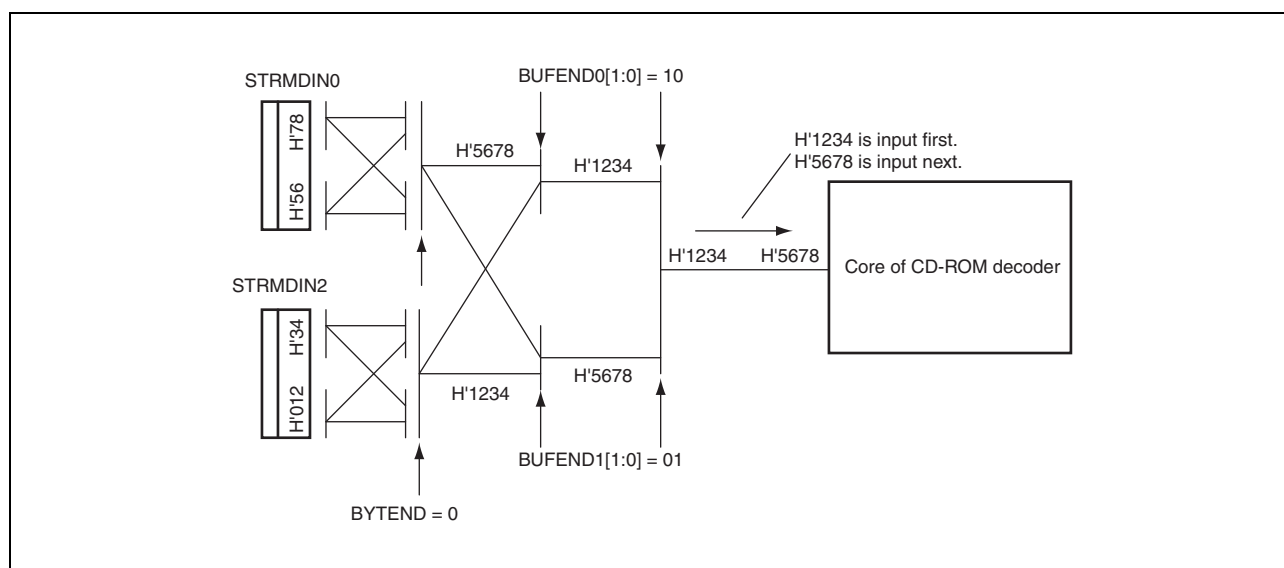 STRMDIN0
H'78
H'56
STRMDIN2
H'34
H'012
BYTEND = 0
H'5678
H'1234
BUFEND0[1:0] = 10
H'1234
H'5678
BUFEND1[1:0] = 01
H'1234 is input first.
H'5678 is input next.
H'1234 H'5678
Core of CD-ROM decoder